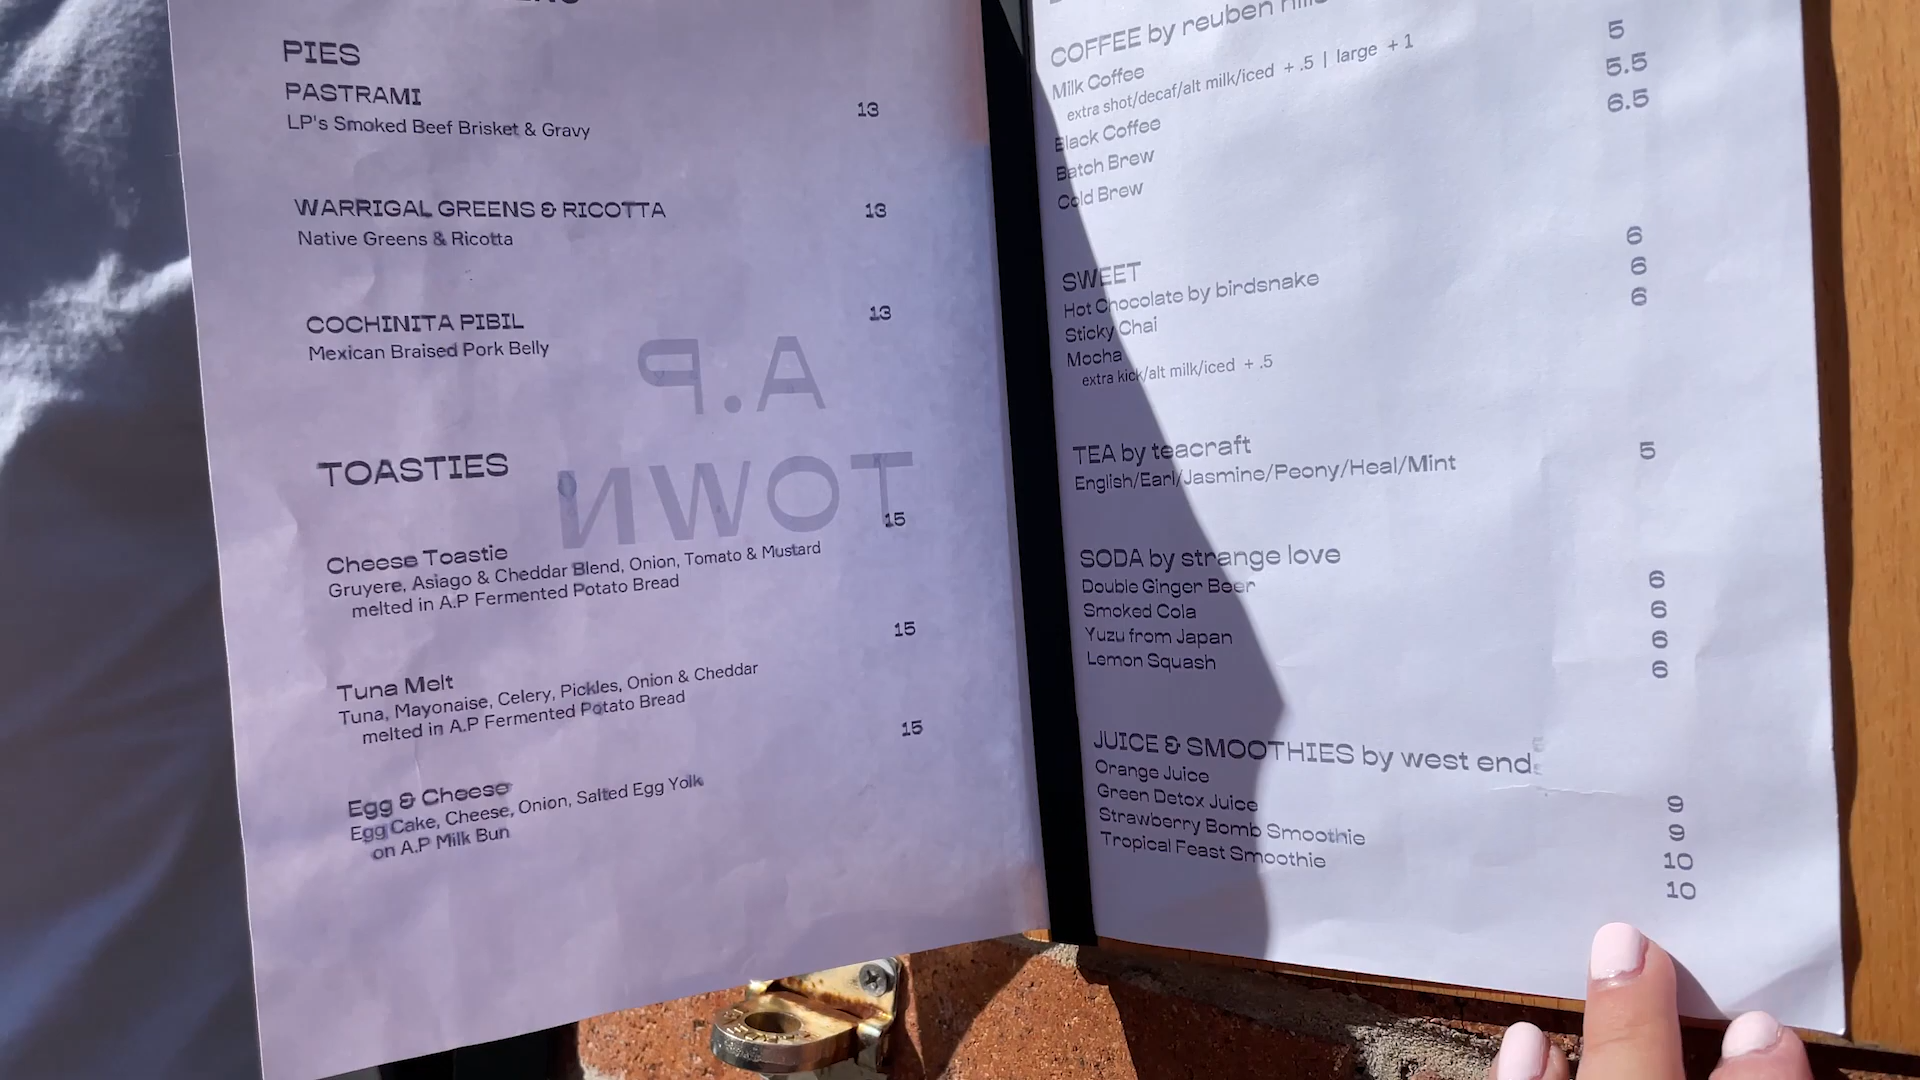 PIES
PASTRAMI 13
LP's Smoked Beef Brisket & Gravy
WARRIGAL GREENS & RICOTTA 13
Native Greens & Ricotta
COCHINITA PIBIL 13
Mexican Braised Pork Belly
A.P
TOWN
TOASTIES
15
Cheese Toastie
Gruyere, Asiago & Cheddar Blend, Onion, Tomato & Mustard
melted in A.P Fermented Potato Bread
15
Tuna Melt
Tuna, Mayonaise, Celery, Pickles, Onion & Cheddar
melted in A.P Fermented Potato Bread
15
Egg & Cheese
Egg Cake, Cheese, Onion, Salted Egg Yolk
on A.P Milk Bun
COFFEE by reuben hills
Milk Coffee 5
extra shot/decaf/alt milk/iced + .5 | large + 1
Black Coffee 5.5
Batch Brew 6.5
Cold Brew
SWEET
Hot Chocolate by birdsnake 6
Sticky Chai 6
Mocha 6
extra kick/alt milk/iced + .5
TEA by teacraft
English/Earl/Jasmine/Peony/Heal/Mint 5
SODA by strange love
Double Ginger Beer 6
Smoked Cola 6
Yuzu from Japan 6
Lemon Squash 6
JUICE & SMOOTHIES by west end
Orange Juice 9
Green Detox Juice 9
Strawberry Bomb Smoothie 10
Tropical Feast Smoothie 10